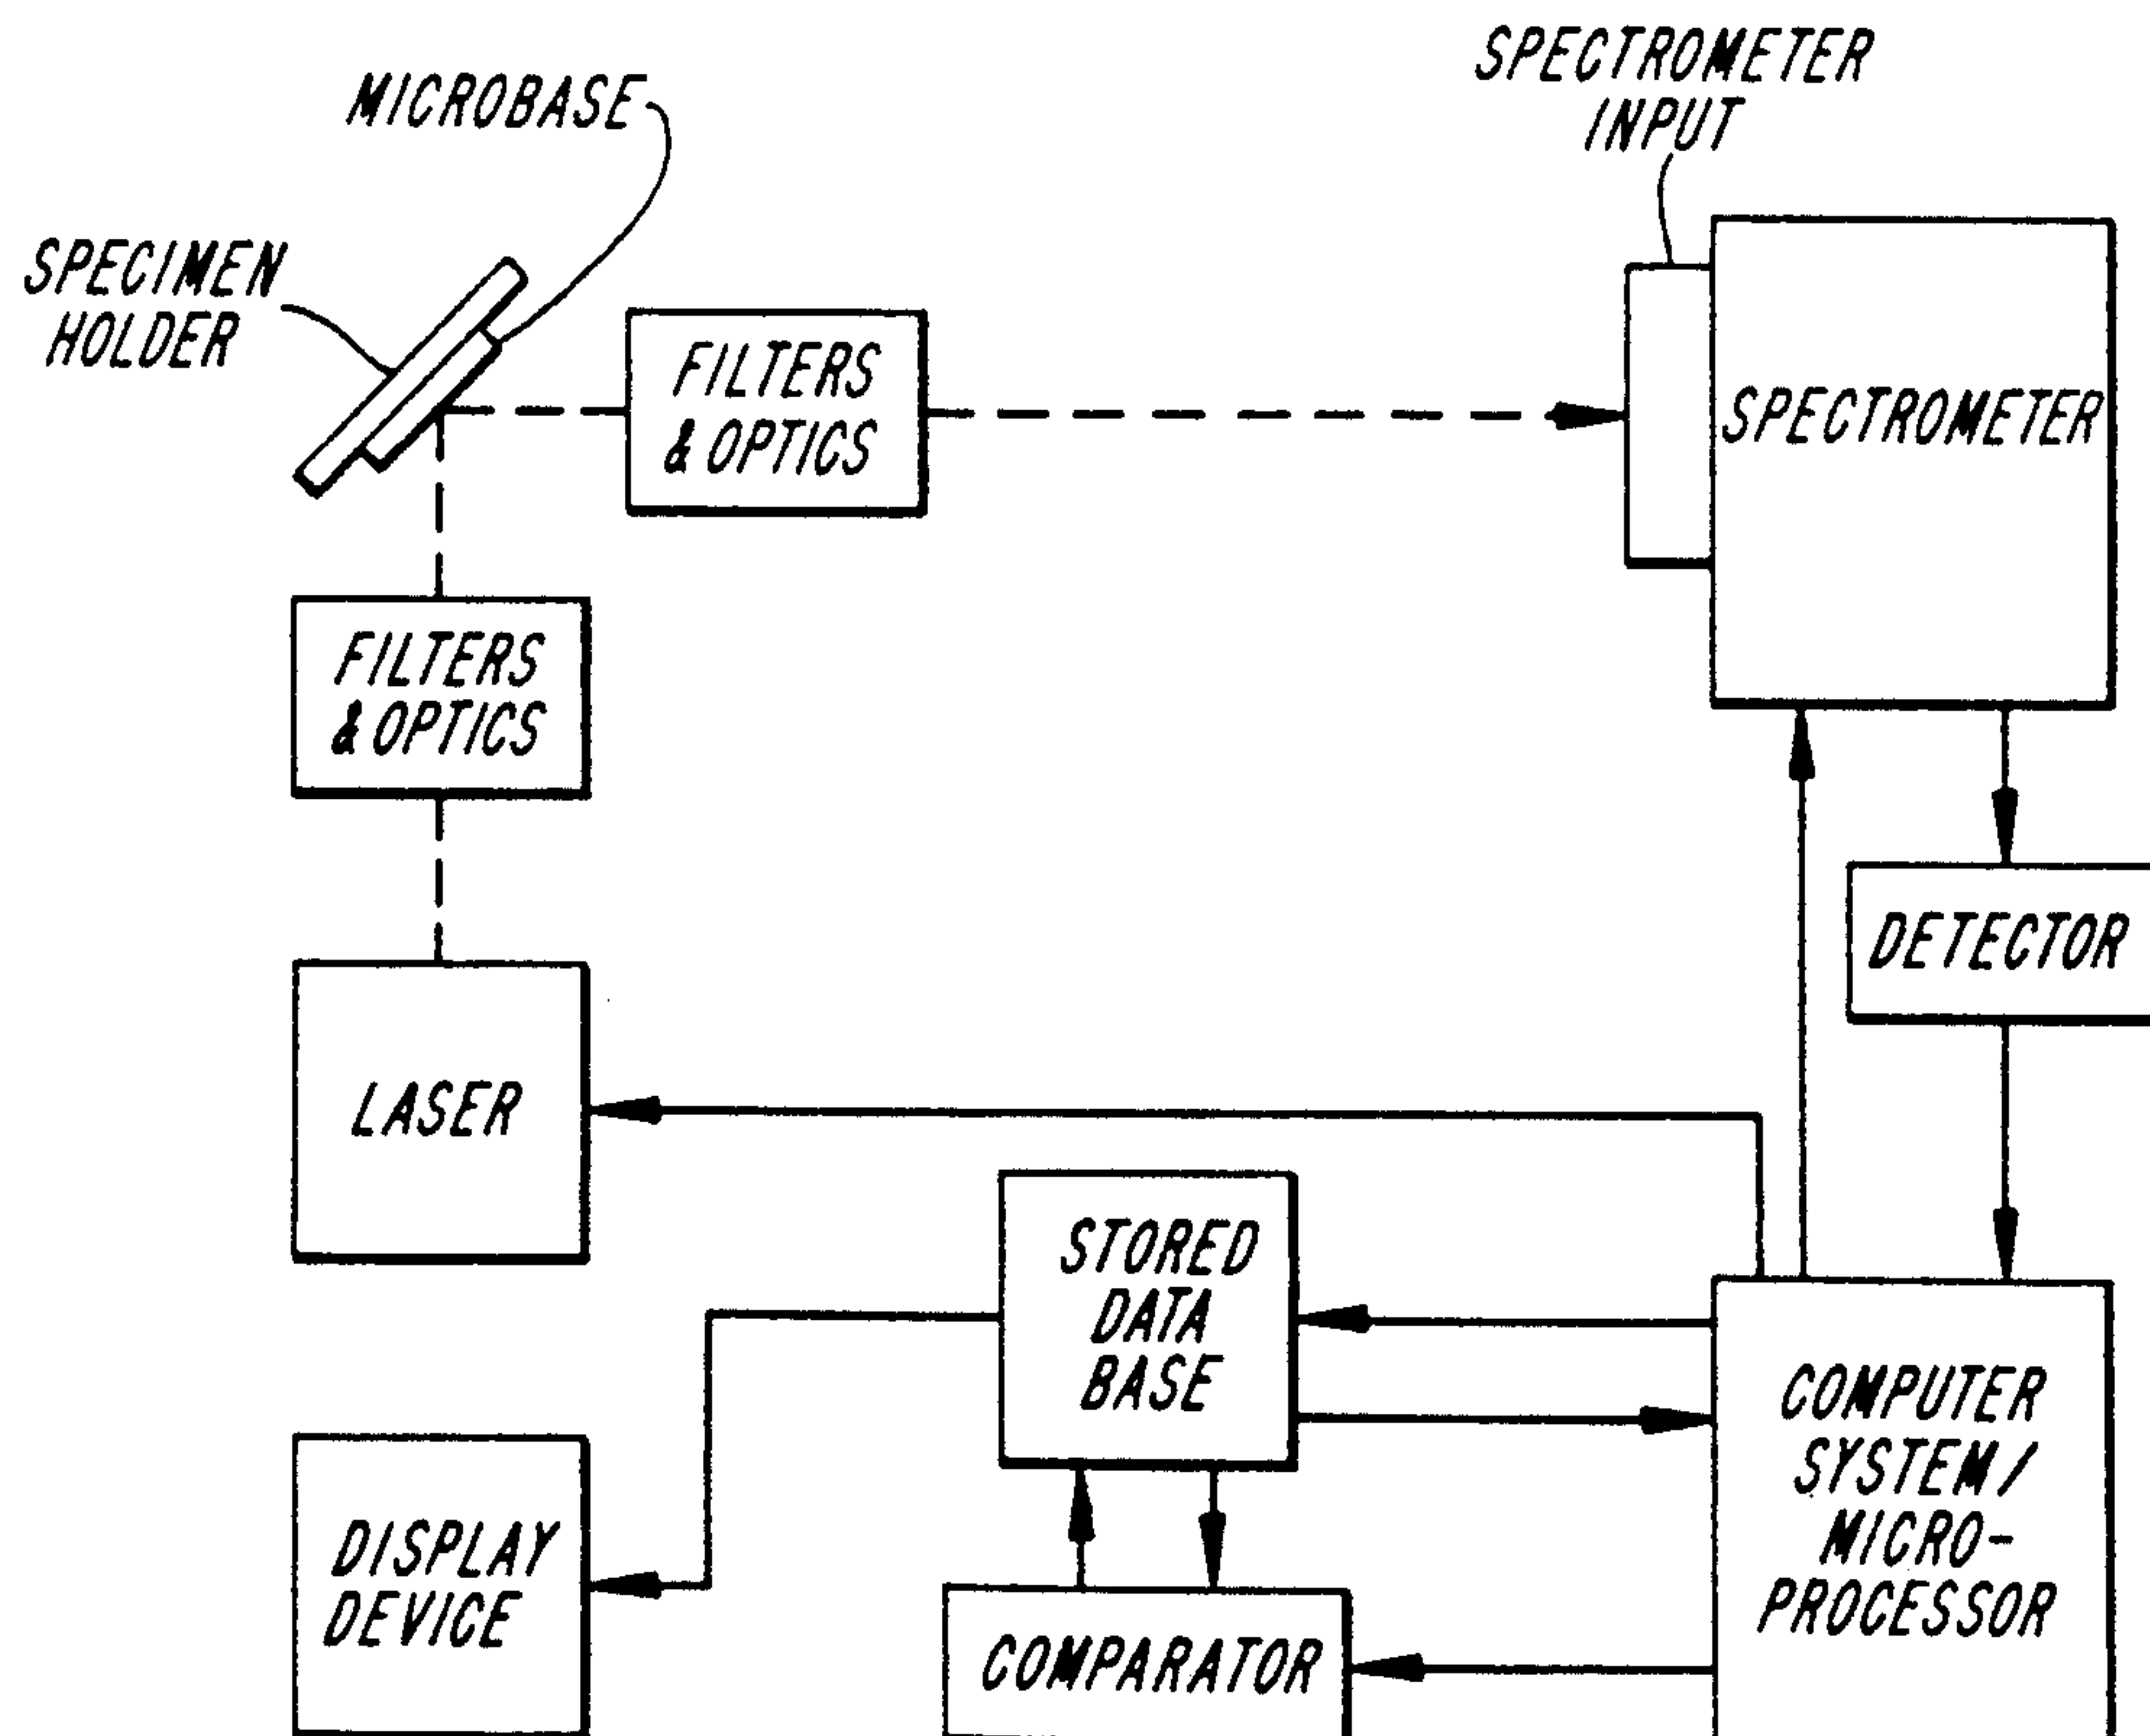 SPECTROMETER
INPUT
MICROBASE
SPECIMEN
HOLDER
FILTERS
& OPTICS
SPECTROMETER
FILTERS
& OPTICS
DETECTOR
LASER
STORED
DATA
BASE
COMPUTER
SYSTEM/
MICRO-
PROCESSOR
DISPLAY
DEVICE
COMPARATOR